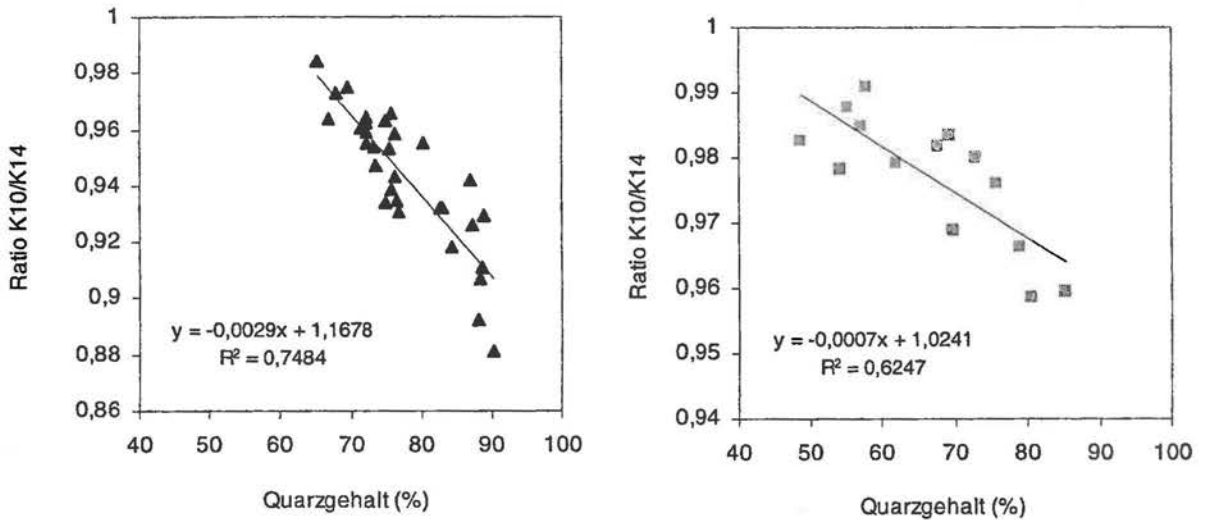 1
0,98
0,96
0,94
0,92
0,9
0,88
0,86
Ratio K10/K14
y = -0,0029x + 1,1678
R² = 0,7484
40 50 60 70 80 90 100
Quarzgehalt (%)
1
0,99
0,98
0,97
0,96
0,95
0,94
Ratio K10/K14
y = -0,0007x + 1,0241
R² = 0,6247
40 50 60 70 80 90 100
Quarzgehalt (%)